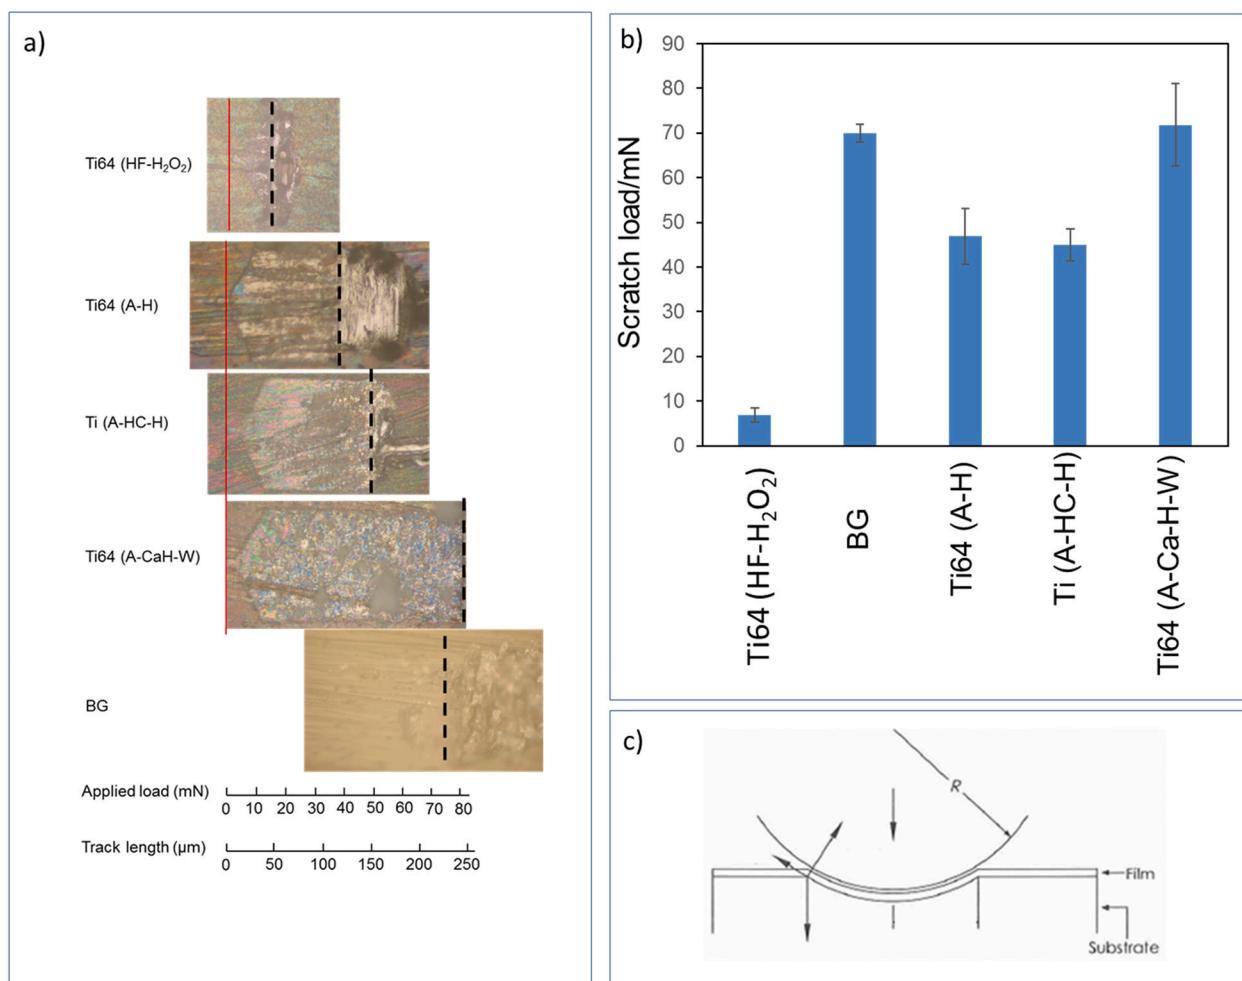 a)
Ti64 (HF-H₂O₂)
Ti64 (A-H)
Ti (A-HC-H)
Ti64 (A-CaH-W)
BG
Applied load (mN)
0 10 20 30 40 50 60 70 80
Track length (µm)
0 50 100 150 200 250
b)
Scratch load/mN
90
80
70
60
50
40
30
20
10
0
Ti64 (HF-H₂O₂)
BG
Ti64 (A-H)
Ti (A-HC-H)
Ti64 (A-Ca-H-W)
c)
R
Film
Substrate